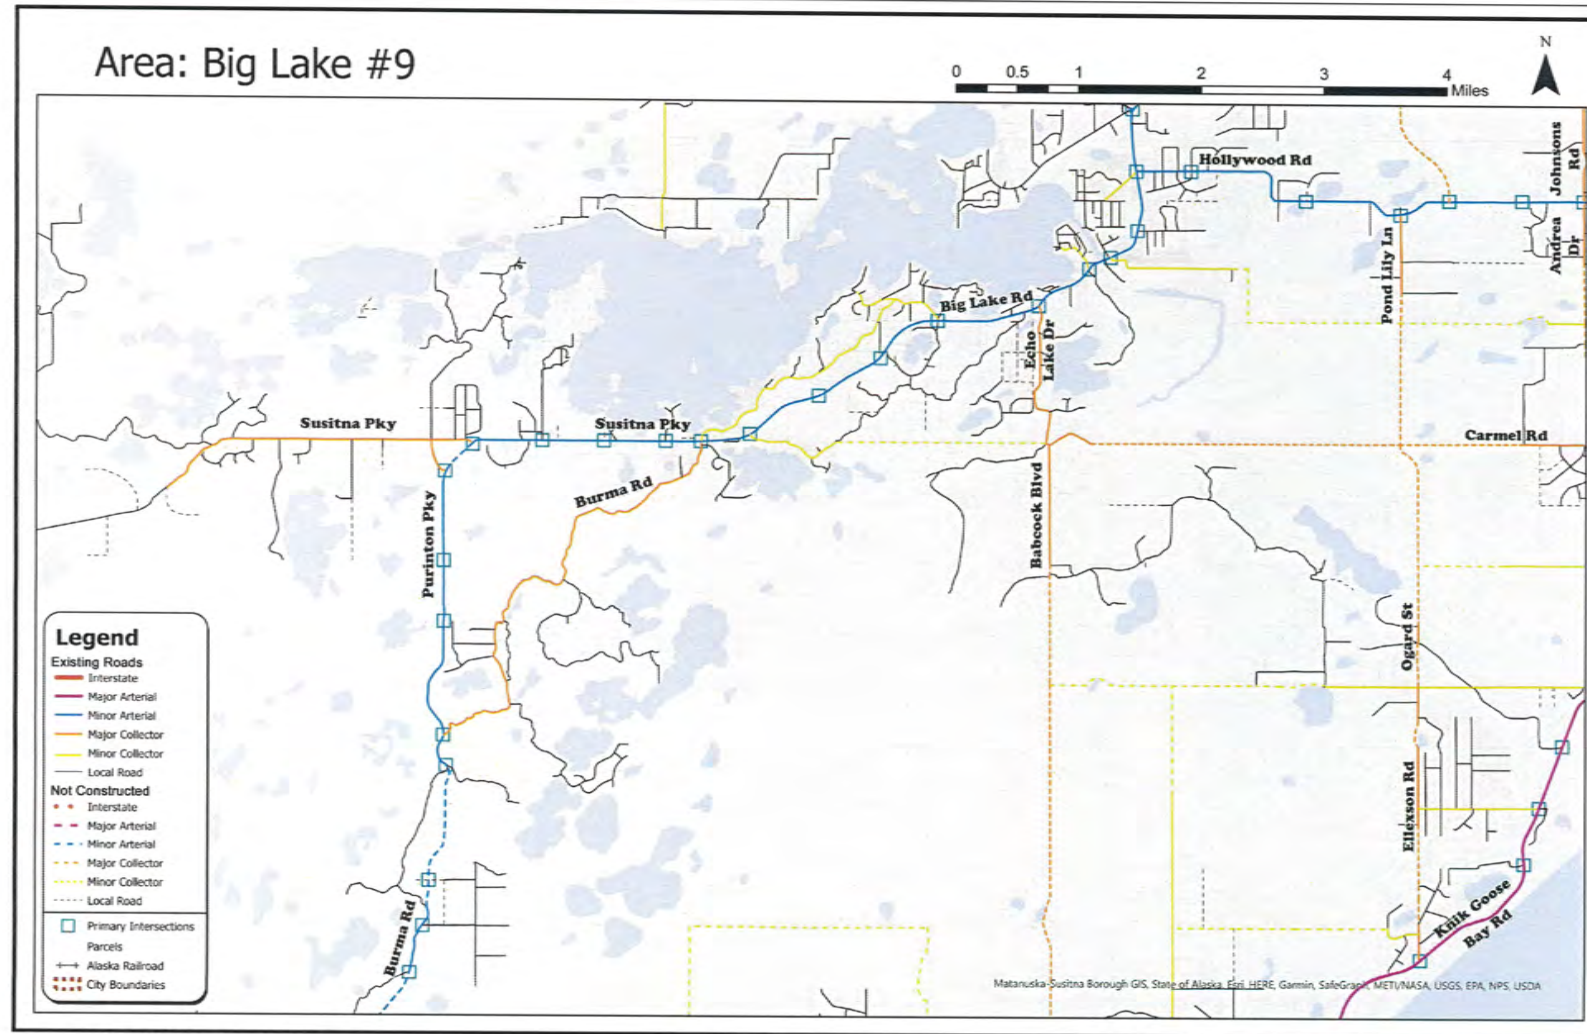 Area: Big Lake #9
N
0 0.5 1 2 3 4
Miles
Hollywood Rd
Johnsons
Rd
Andrea
Dr
Pond Lily Ln
Big Lake Rd
Echo
Lake Dr
Susitna Pky
Susitna Pky
Carmel Rd
Burma Rd
Babcock Blvd
Purinton Pky
Ogard St
Ellexson Rd
Knik Goose
Bay Rd
Burma Rd
Legend
Existing Roads
Interstate
Major Arterial
Minor Arterial
Major Collector
Minor Collector
Local Road
Not Constructed
Interstate
Major Arterial
Minor Arterial
Major Collector
Minor Collector
Local Road
Primary Intersections
Parcels
Alaska Railroad
City Boundaries
Matanuska-Susitna Borough GIS, State of Alaska, Esri, HERE, Garmin, SafeGraph, METI/NASA, USGS, EPA, NPS, USDA